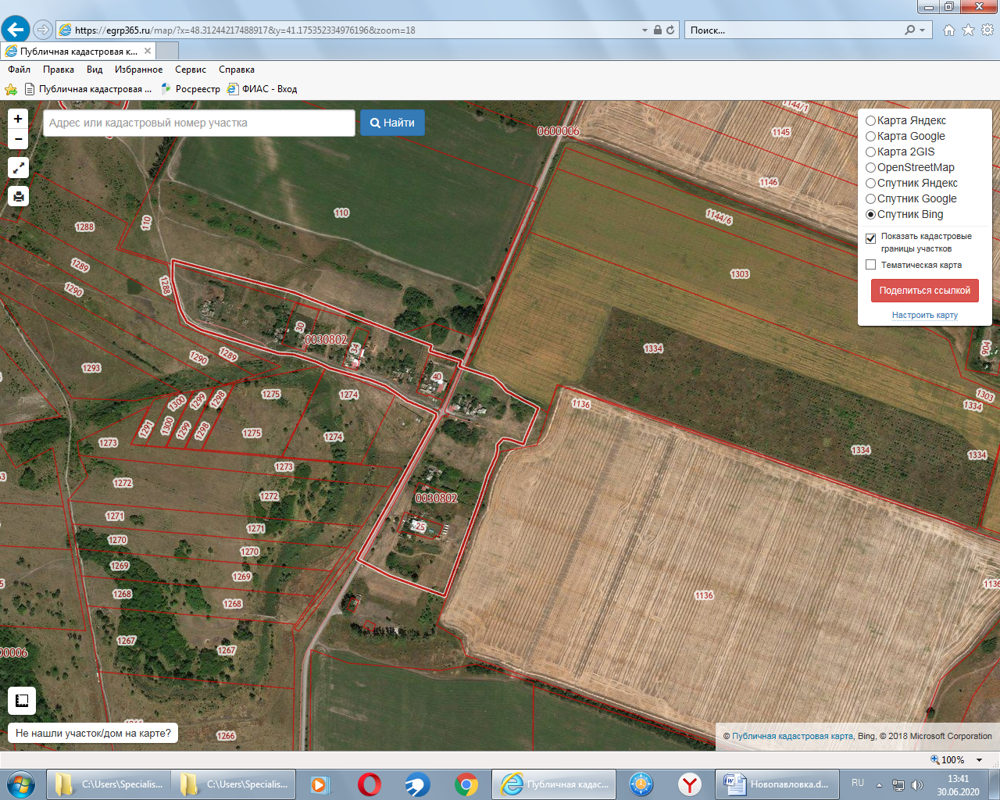 https://egrp365.ru/map/?x=48.31244217488917&y=41.175352334976196&zoom=18
Поиск...
Публичная кадастровая к...
Файл Правка Вид Избранное Сервис Справка
Публичная кадастровая ... Росреестр ФИАС - Вход
+
−
Адрес или кадастровый номер участка
Найти
Карта Яндекс
Карта Google
Карта 2GIS
OpenStreetMap
Спутник Яндекс
Спутник Google
Спутник Bing
Показать кадастровые
границы участков
Тематическая карта
Поделиться ссылкой
Настроить карту
1144/1
0600006
1145
1146
110
110
1144/6
1288
1289
1290
1288
1303
30
0030802
34
1334
904
1290
1289
1293
40
1275
1274
1303
1334
1300
1299
1298
1136
1291
1300
1299
1298
1275
1274
1273
1334
1334
1273
1272
1272
0030802
1271
1271
25
1270
1270
1269
1269
1136
1268
1268
1136
1267
1267
1266
Не нашли участок/дом на карте?
© Публичная кадастровая карта, Bing, © 2018 Microsoft Corporation
100%
C:\Users\Specialis...
C:\Users\Specialis...
Публичная кадас...
Новопавловка.d...
RU
13:41
30.06.2020